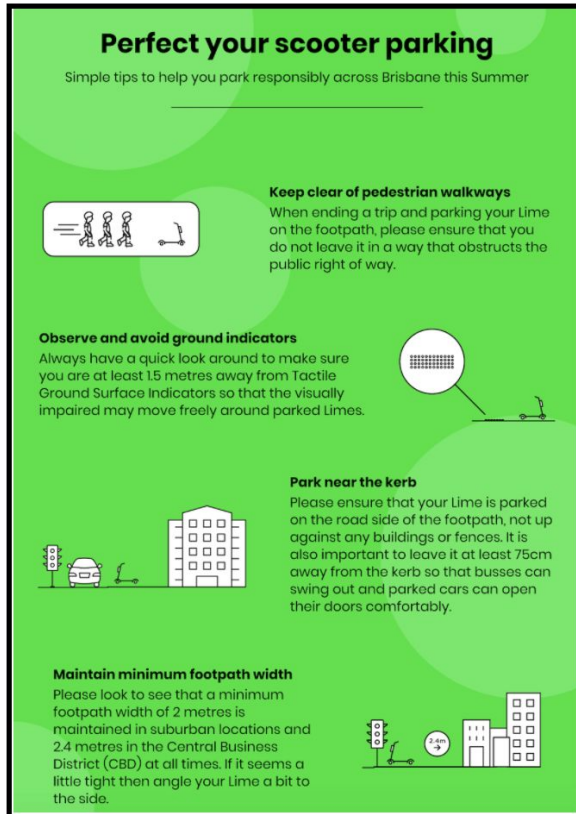 Perfect your scooter parking
Simple tips to help you park responsibly across Brisbane this Summer
Keep clear of pedestrian walkways
When ending a trip and parking your Lime
on the footpath, please ensure that you
do not leave it in a way that obstructs the
public right of way.
Observe and avoid ground indicators
Always have a quick look around to make sure
you are at least 1.5 metres away from Tactile
Ground Surface Indicators so that the visually
impaired may move freely around parked Limes.
Park near the kerb
Please ensure that your Lime is parked
on the road side of the footpath, not up
against any buildings or fences. It is
also important to leave it at least 75cm
away from the kerb so that busses can
swing out and parked cars can open
their doors comfortably.
Maintain minimum footpath width
Please look to see that a minimum
footpath width of 2 metres is
maintained in suburban locations and
2.4 metres in the Central Business
District (CBD) at all times. If it seems a
little tight then angle your Lime a bit to
the side.
2.4m